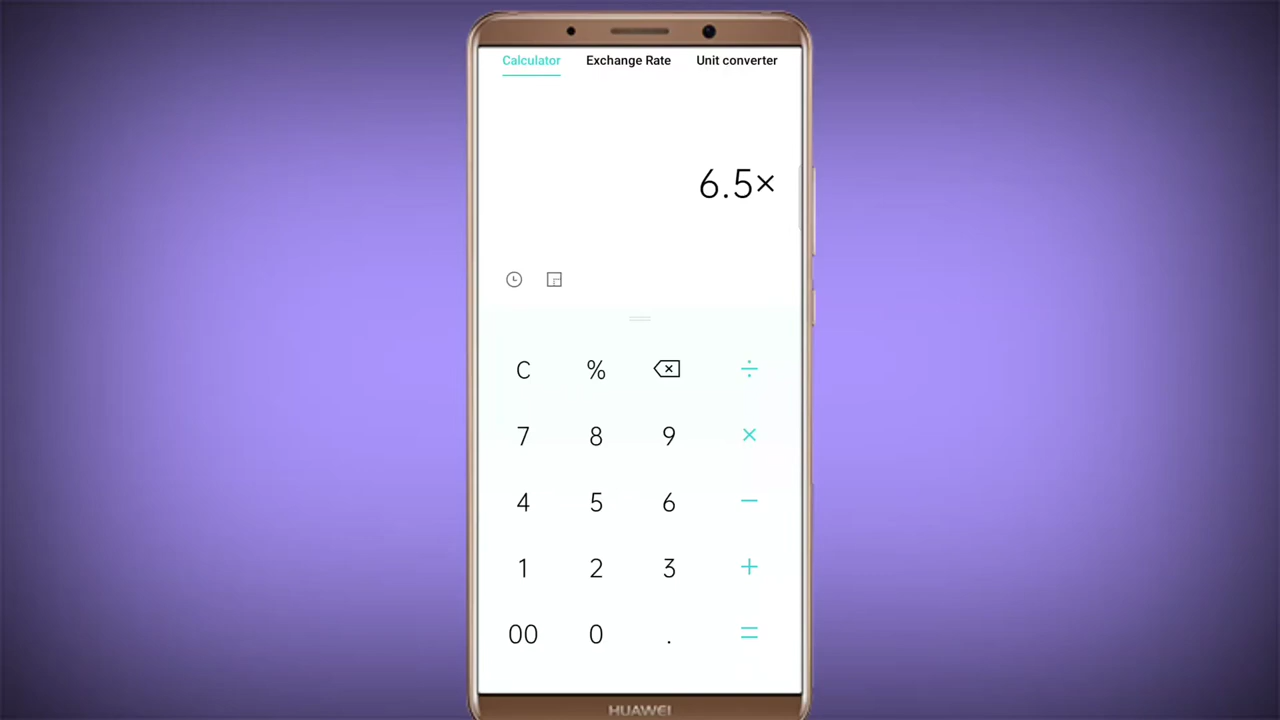 Calculator Exchange Rate Unit converter
6.5×
C % ÷
7 8 9 ×
4 5 6 −
1 2 3 +
00 0 . =
HUAWEI